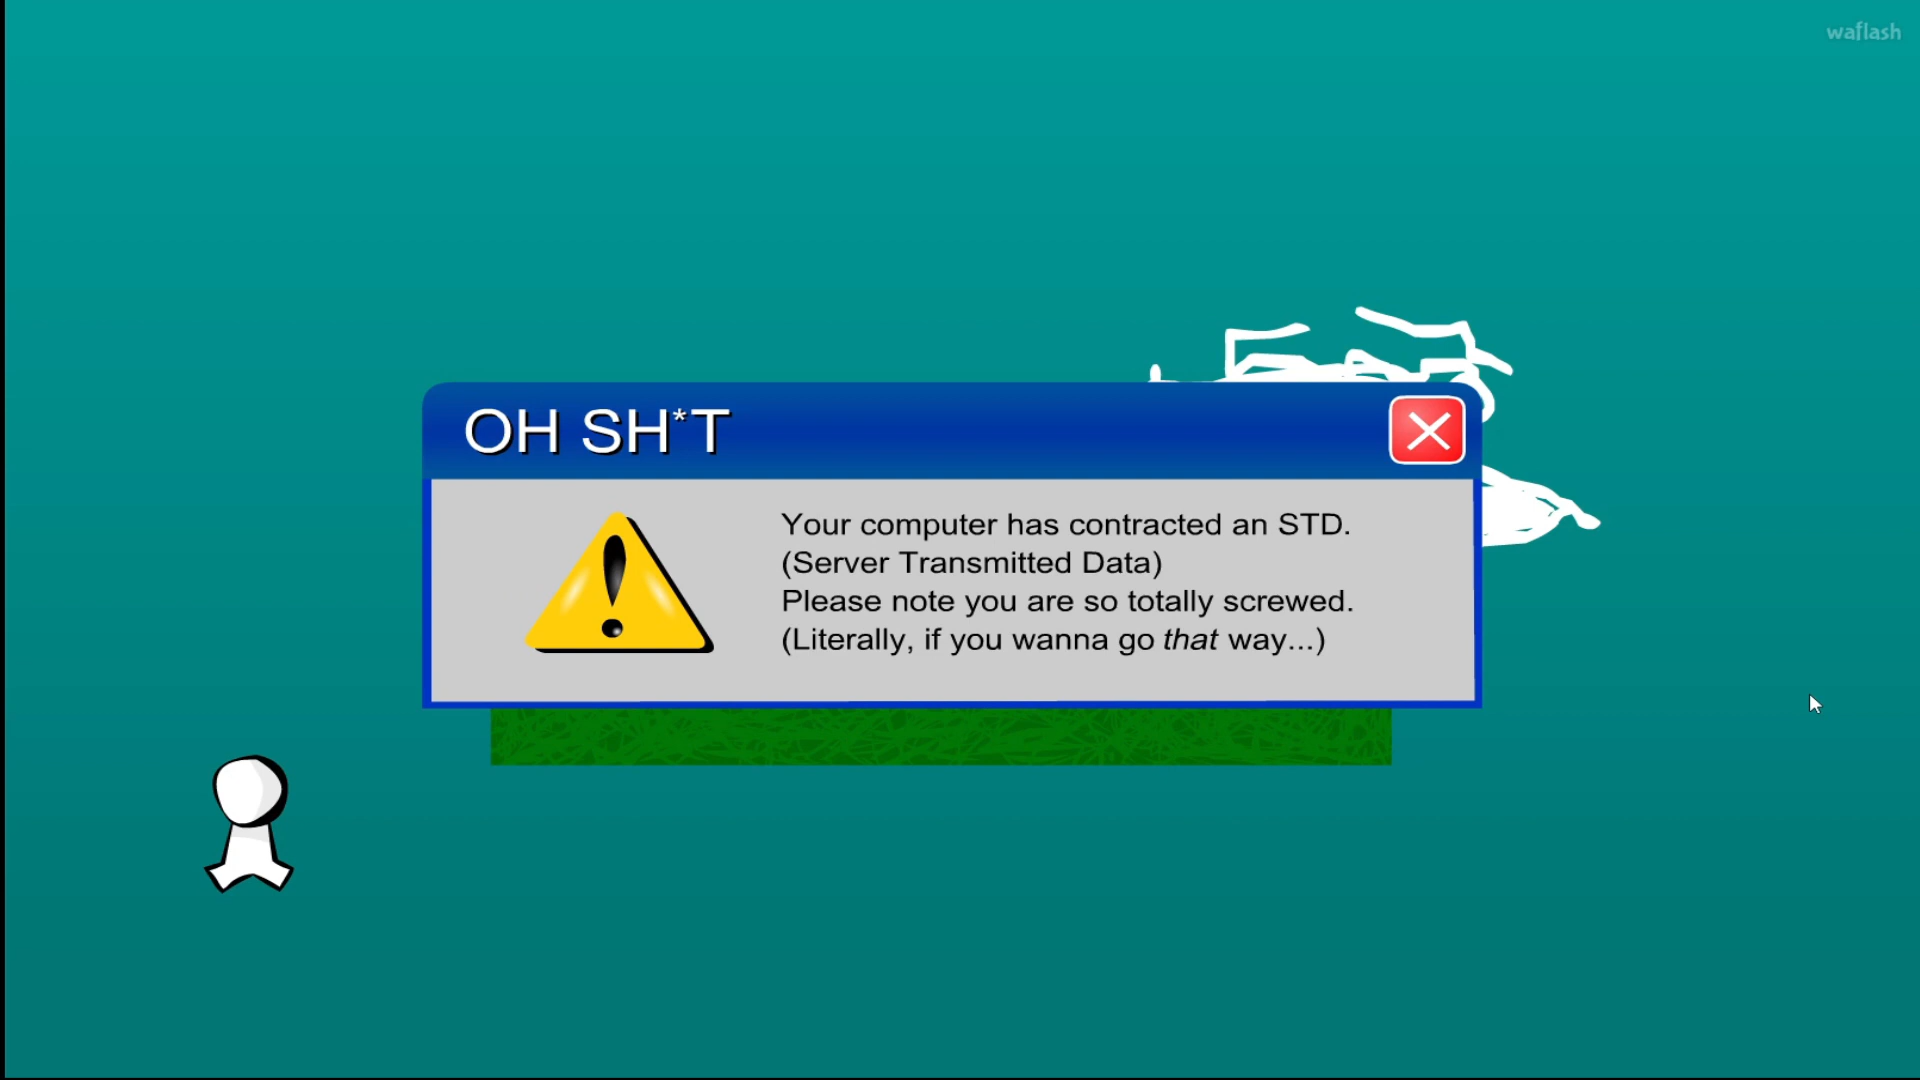 waflash
OH SH*T
Your computer has contracted an STD.
(Server Transmitted Data)
Please note you are so totally screwed.
(Literally, if you wanna go that way...)